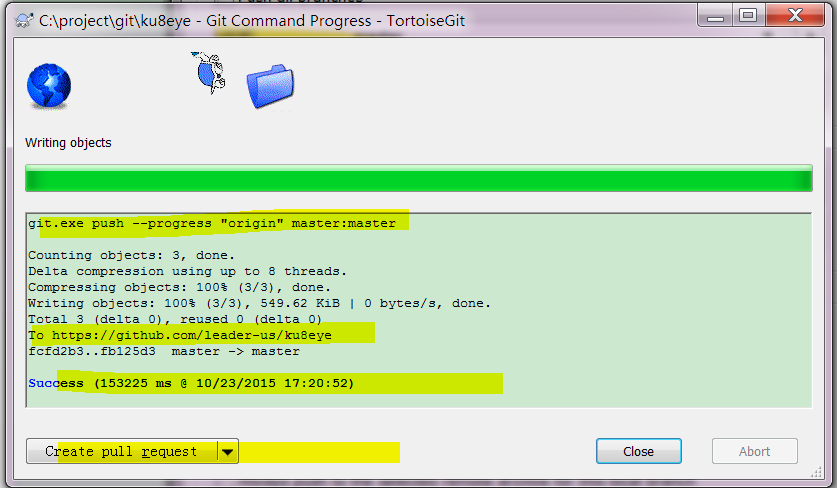 C:\project\git\ku8eye - Git Command Progress - TortoiseGit
Writing objects
git.exe push --progress "origin" master:master
Counting objects: 3, done.
Delta compression using up to 8 threads.
Compressing objects: 100% (3/3), done.
Writing objects: 100% (3/3), 549.62 KiB | 0 bytes/s, done.
Total 3 (delta 0), reused 0 (delta 0)
To https://github.com/leader-us/ku8eye
fcfd2b3..fb125d3  master -> master
Success (153225 ms @ 10/23/2015 17:20:52)
Create pull request
Close
Abort